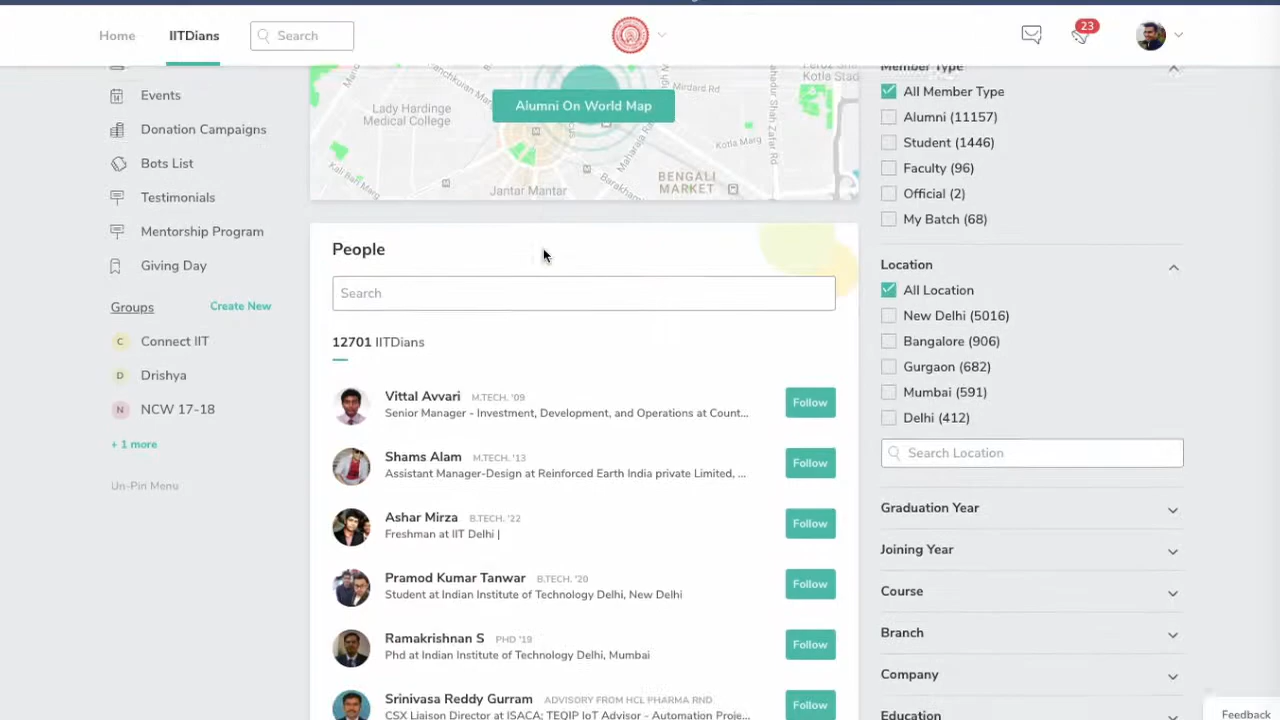 Home
IITDians
Search
23
Events
Donation Campaigns
Bots List
Testimonials
Mentorship Program
Giving Day
Groups
Create New
C
Connect IIT
D
Drishya
N
NCW 17-18
+ 1 more
Un-Pin Menu
Lady Hardinge
Medical College
Mirdard Rd
Kotla Stad
Kotla Marg
BENGALI
MARKET
Jantar Mantar
Alumni On World Map
People
Search
12701 IITDians
Vittal Avvari M.TECH. '09
Senior Manager - Investment, Development, and Operations at Count...
Follow
Shams Alam M.TECH. '13
Assistant Manager-Design at Reinforced Earth India private Limited, ...
Follow
Ashar Mirza B.TECH. '22
Freshman at IIT Delhi |
Follow
Pramod Kumar Tanwar B.TECH. '20
Student at Indian Institute of Technology Delhi, New Delhi
Follow
Ramakrishnan S PHD '19
Phd at Indian Institute of Technology Delhi, Mumbai
Follow
Srinivasa Reddy Gurram ADVISORY FROM HCL PHARMA RND
CSX Liaison Director at ISACA; TEQIP IoT Advisor - Automation Proje...
Follow
Member Type
All Member Type
Alumni (11157)
Student (1446)
Faculty (96)
Official (2)
My Batch (68)
Location
All Location
New Delhi (5016)
Bangalore (906)
Gurgaon (682)
Mumbai (591)
Delhi (412)
Search Location
Graduation Year
Joining Year
Course
Branch
Company
Education
Feedback